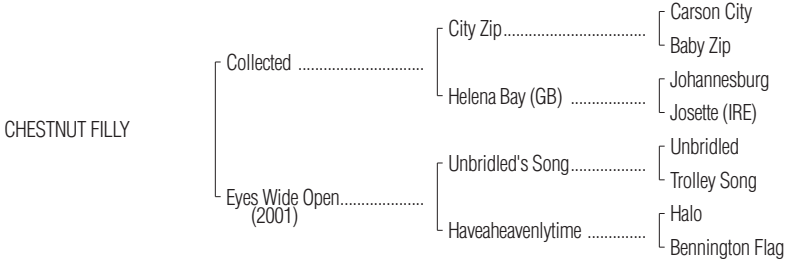 Carson City
City Zip..................................
Baby Zip
Collected ..............................
Johannesburg
Helena Bay (GB) ..................
Josette (IRE)
CHESTNUT FILLY
Unbridled
Unbridled's Song..................
Trolley Song
Eyes Wide Open....................
(2001)
Halo
Haveaheavenlytime ..............
Bennington Flag